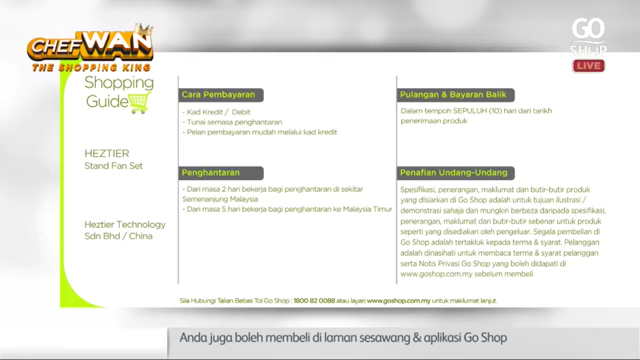 CHEF WAN
THE SHOPPING KING
GO
SHOP
LIVE
Shopping
Guide
HEZTIER
Stand Fan Set
Heztier Technology
Sdn Bhd / China
Cara Pembayaran
- Kad Kredit / Debit
- Tunai semasa penghantaran
- Pelan pembayaran mudah melalui kad kredit
Pulangan & Bayaran Balik
Dalam tempoh SEPULUH (10) hari dari tarikh
penerimaan produk
Penghantaran
- Dari masa 2 hari bekerja bagi penghantaran di sekitar
Semenanjung Malaysia
- Dari masa 5 hari bekerja bagi penghantaran ke Malaysia Timur
Penafian Undang-Undang
Spesifikasi, penerangan, maklumat dan butir-butir produk
yang disiarkan di Go Shop adalah untuk tujuan ilustrasi /
demonstrasi sahaja dan mungkin berbeza daripada spesifikasi,
penerangan, maklumat dan butir-butir sebenar untuk produk
seperti yang disediakan oleh pengeluar. Segala pembelian di
Go Shop adalah tertakluk kepada terma & syarat. Pelanggan
adalah dinasihati untuk membaca terma & syarat pelanggan
serta Notis Privasi Go Shop yang boleh didapati di
www.goshop.com.my sebelum membeli.
Sila Hubungi Talian Bebas Tol Go Shop : 1800 82 0088 atau layari www.goshop.com.my untuk maklumat lanjut.
Anda juga boleh membeli di laman sesawang & aplikasi Go Shop